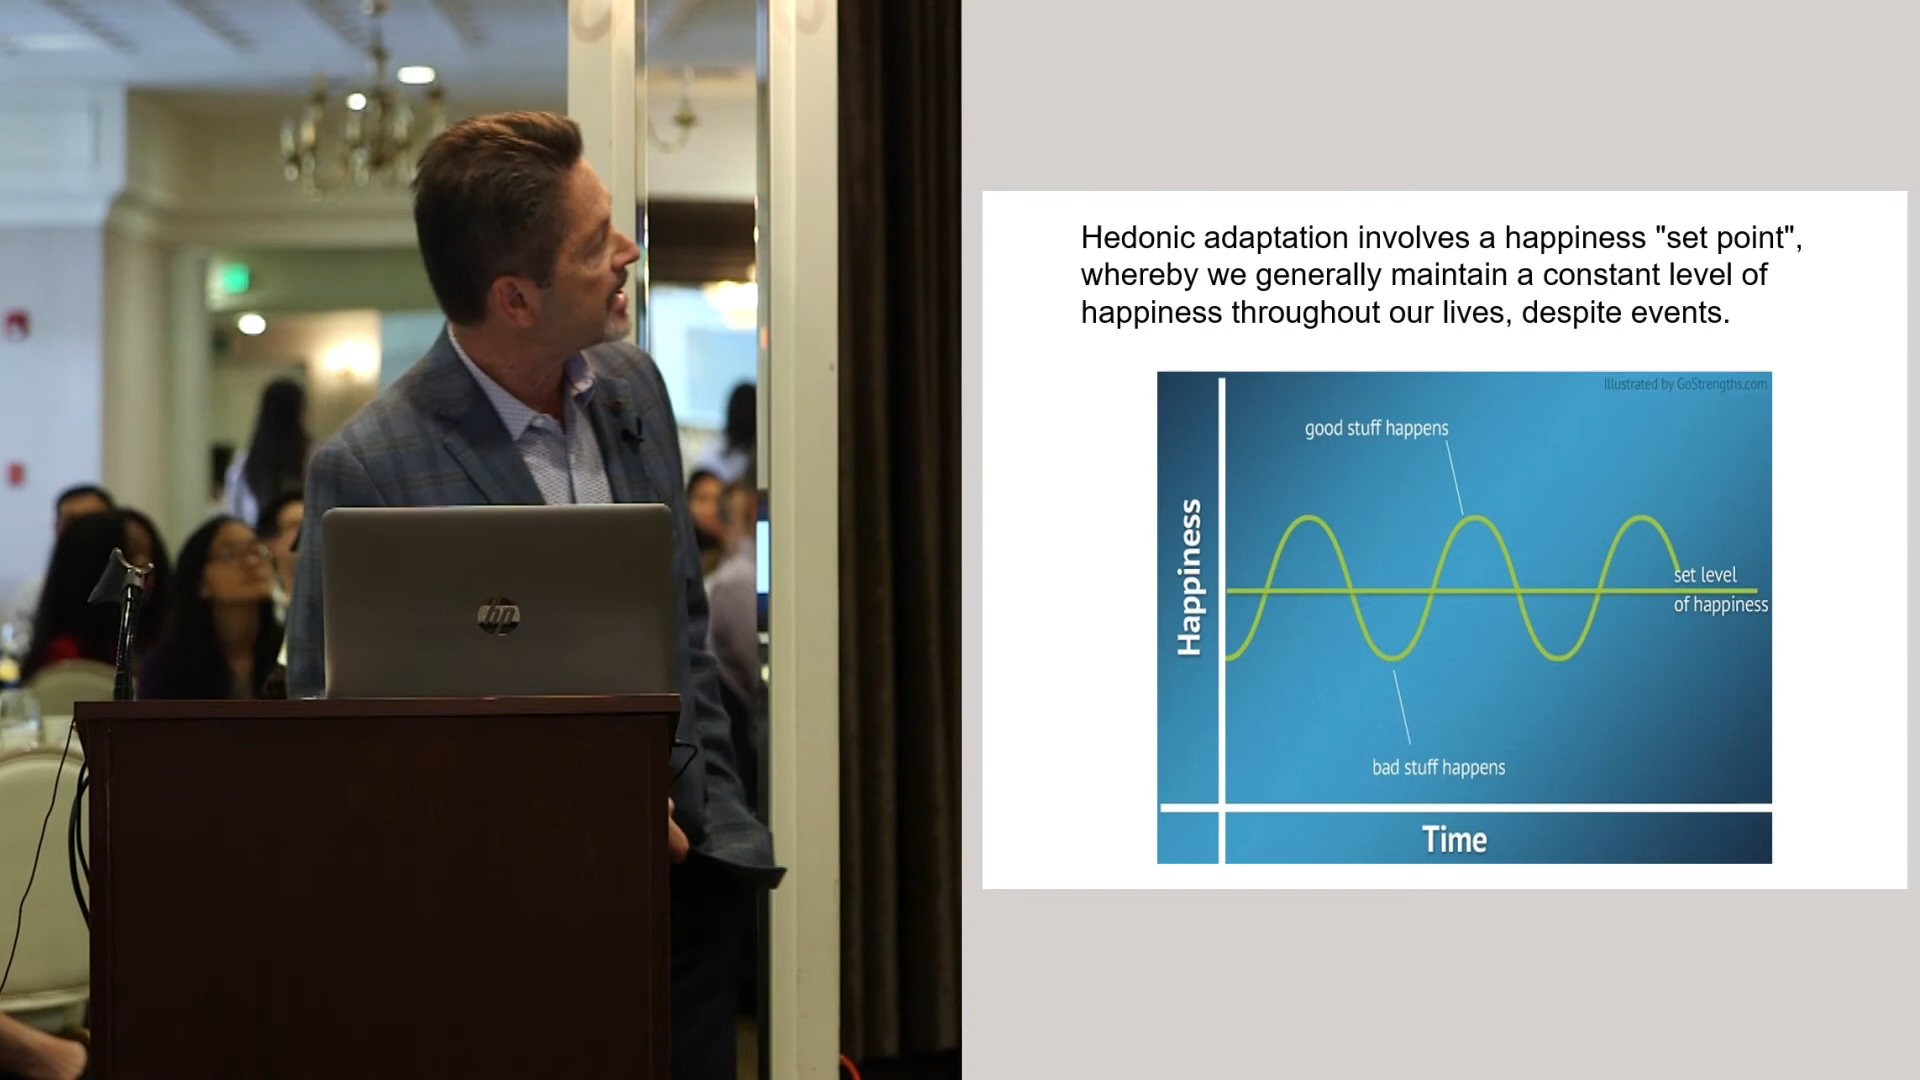 hp
Hedonic adaptation involves a happiness "set point",
whereby we generally maintain a constant level of
happiness throughout our lives, despite events.
Illustrated by GoStrengths.com
good stuff happens
Happiness
set level
of happiness
bad stuff happens
Time